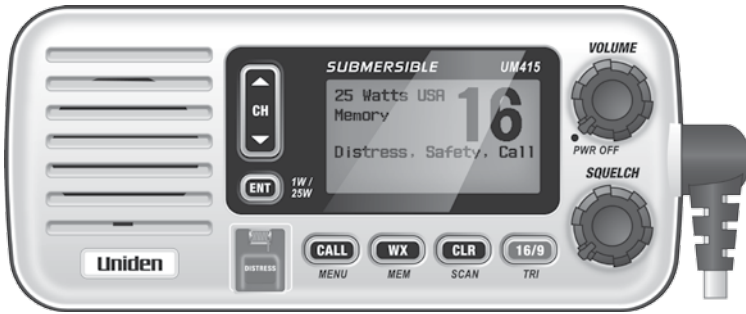 VOLUME
SUBMERSIBLE UM415
25 Watts USA
16
Memory
Distress, Safety, Call
CH
ENT 1W /
25W
PWR OFF
SQUELCH
Uniden
DISTRESS
CALL WX CLR 16/9
MENU MEM SCAN TRI